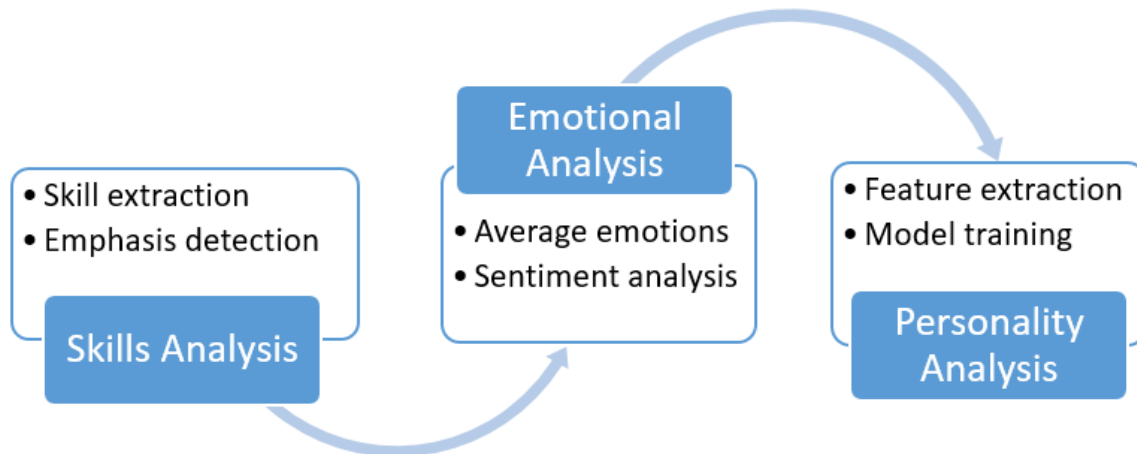 • Skill extraction
• Emphasis detection
Skills Analysis
Emotional
Analysis
• Average emotions
• Sentiment analysis
• Feature extraction
• Model training
Personality
Analysis